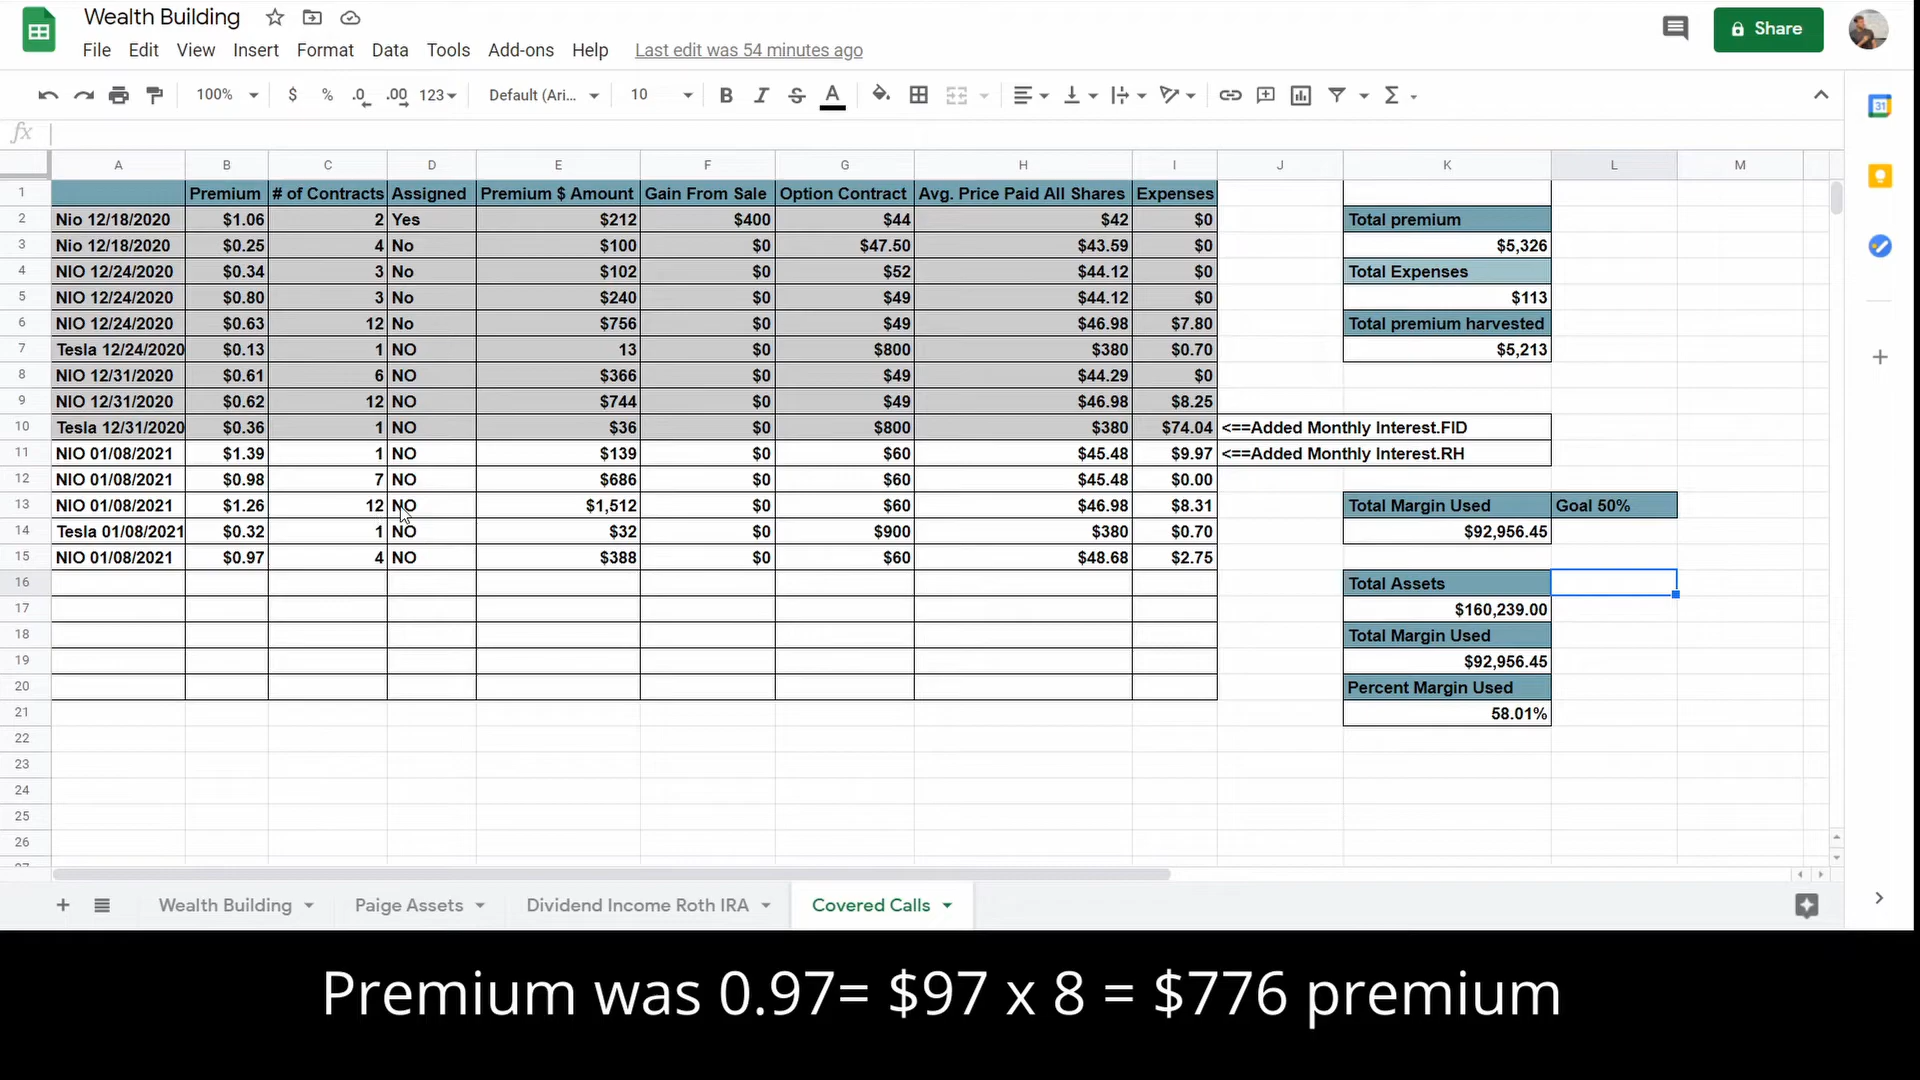 Wealth Building
File Edit View Insert Format Data Tools Add-ons Help Last edit was 54 minutes ago
Share
100% $ % .0 .00 123 Default (Ari... 10 B I S A Σ
31
fx
A B C D E F G H I J K L M
1 Premium # of Contracts Assigned Premium $ Amount Gain From Sale Option Contract Avg. Price Paid All Shares Expenses
2 Nio 12/18/2020 $1.06 2 Yes $212 $400 $44 $42 $0 Total premium
3 Nio 12/18/2020 $0.25 4 No $100 $0 $47.50 $43.59 $0 $5,326
4 NIO 12/24/2020 $0.34 3 No $102 $0 $52 $44.12 $0 Total Expenses
5 NIO 12/24/2020 $0.80 3 No $240 $0 $49 $44.12 $0 $113
6 NIO 12/24/2020 $0.63 12 No $756 $0 $49 $46.98 $7.80 Total premium harvested
7 Tesla 12/24/2020 $0.13 1 NO 13 $0 $800 $380 $0.70 $5,213
8 NIO 12/31/2020 $0.61 6 NO $366 $0 $49 $44.29 $0
9 NIO 12/31/2020 $0.62 12 NO $744 $0 $49 $46.98 $8.25
10 Tesla 12/31/2020 $0.36 1 NO $36 $0 $800 $380 $74.04 <==Added Monthly Interest.FID
11 NIO 01/08/2021 $1.39 1 NO $139 $0 $60 $45.48 $9.97 <==Added Monthly Interest.RH
12 NIO 01/08/2021 $0.98 7 NO $686 $0 $60 $45.48 $0.00
13 NIO 01/08/2021 $1.26 12 NO $1,512 $0 $60 $46.98 $8.31 Total Margin Used Goal 50%
14 Tesla 01/08/2021 $0.32 1 NO $32 $0 $900 $380 $0.70 $92,956.45
15 NIO 01/08/2021 $0.97 4 NO $388 $0 $60 $48.68 $2.75
16 Total Assets
17 $160,239.00
18 Total Margin Used
19 $92,956.45
20 Percent Margin Used
21 58.01%
22
23
24
25
26
Wealth Building Paige Assets Dividend Income Roth IRA Covered Calls
Premium was 0.97= $97 x 8 = $776 premium